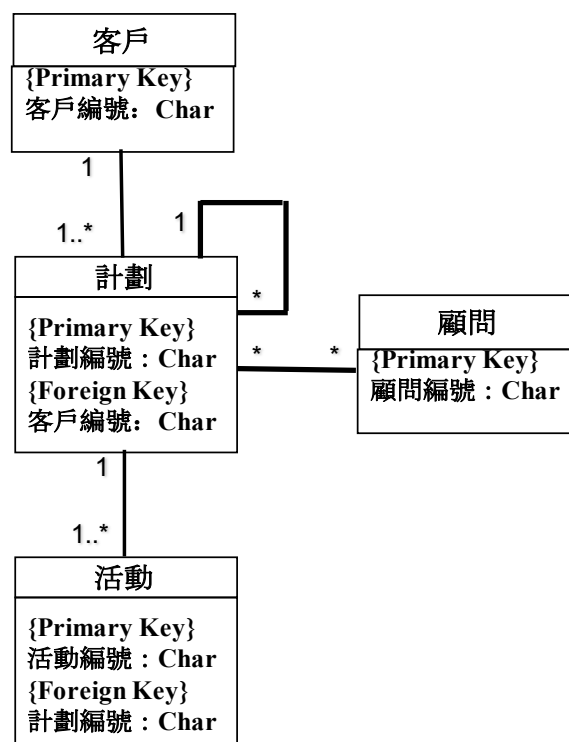 客戶
{Primary Key}
客戶編號：Char
1
1..*
1
計劃
*
{Primary Key}
計劃編號：Char
{Foreign Key}
客戶編號：Char
*
*
顧問
{Primary Key}
顧問編號：Char
1
1..*
活動
{Primary Key}
活動編號：Char
{Foreign Key}
計劃編號：Char